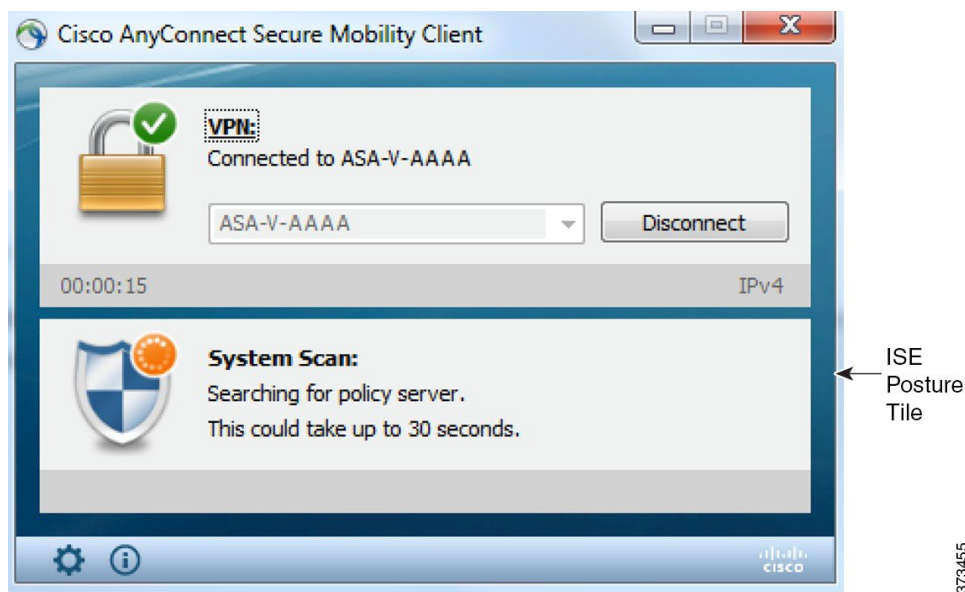 Cisco AnyConnect Secure Mobility Client
VPN:
Connected to ASA-V-AAAA
ASA-V-AAAA
Disconnect
00:00:15
IPv4
System Scan:
Searching for policy server.
This could take up to 30 seconds.
ISE
Posture
Tile
cisco
373455